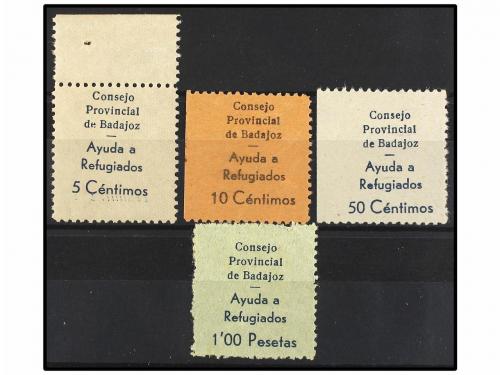 Consejo
Provincial
de Badajoz
—
Ayuda a
Refugiados
5 Céntimos
Consejo
Provincial
de Badajoz
—
Ayuda a
Refugiados
10 Céntimos
Consejo
Provincial
de Badajoz
—
Ayuda a
Refugiados
50 Céntimos
Consejo
Provincial
de Badajoz
—
Ayuda a
Refugiados
1'00 Pesetas